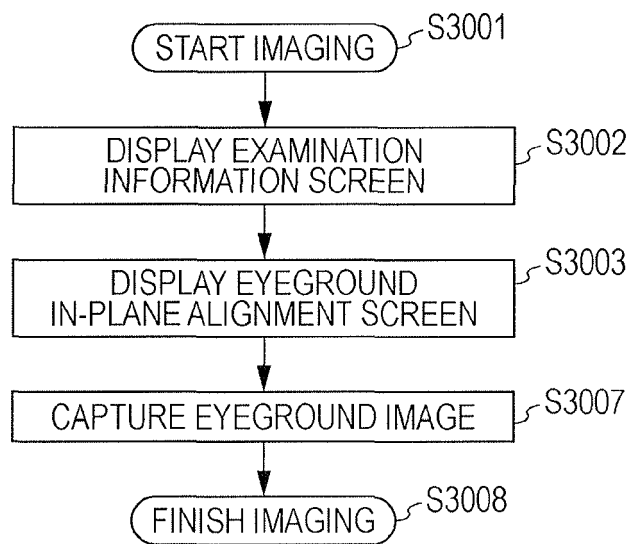 START IMAGING
S3001
DISPLAY EXAMINATION
INFORMATION SCREEN
S3002
DISPLAY EYEGROUND
IN-PLANE ALIGNMENT SCREEN
S3003
CAPTURE EYEGROUND IMAGE
S3007
FINISH IMAGING
S3008